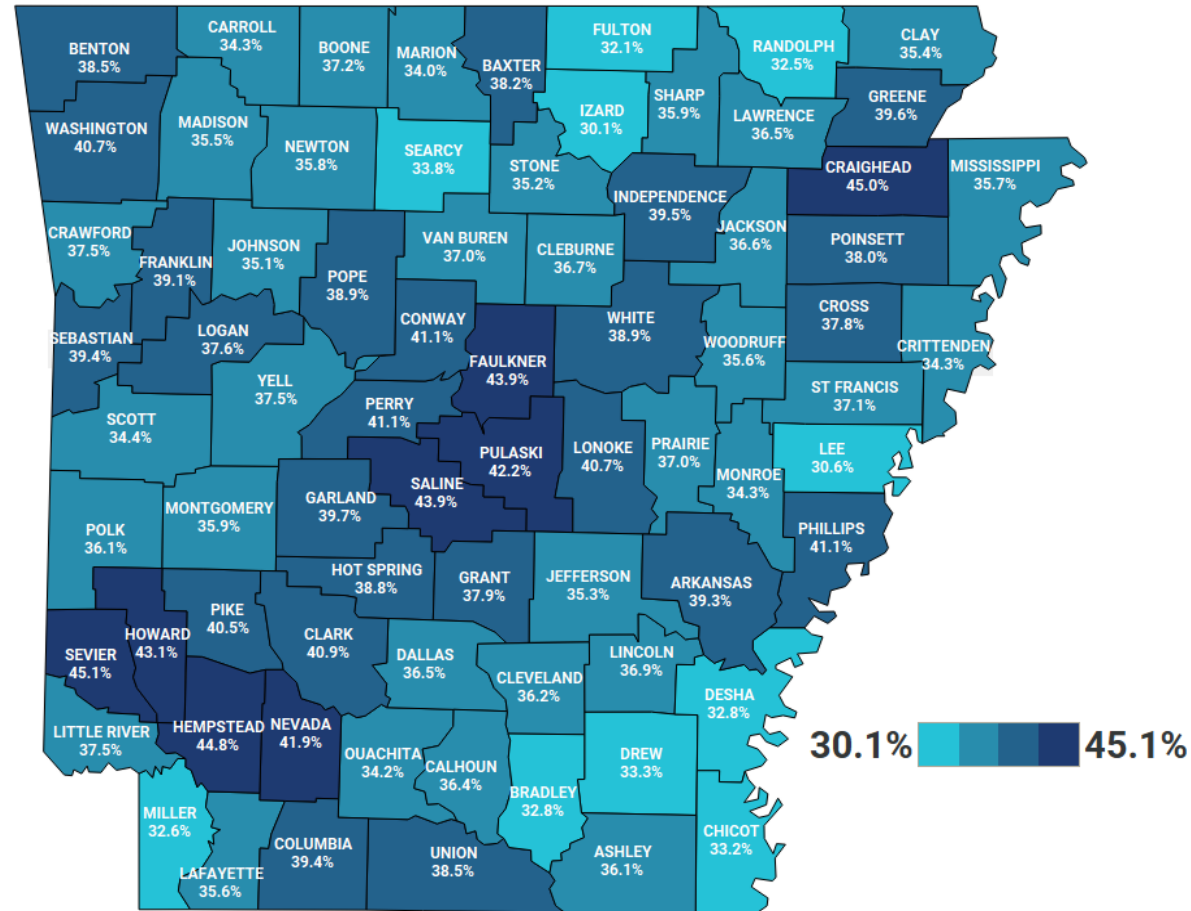 BENTON
38.5%
CARROLL
34.3%
BOONE
37.2%
MARION
34.0%
BAXTER
38.2%
FULTON
32.1%
RANDOLPH
32.5%
CLAY
35.4%
WASHINGTON
40.7%
MADISON
35.5%
NEWTON
35.8%
SEARCY
33.8%
STONE
35.2%
IZARD
30.1%
SHARP
35.9%
LAWRENCE
36.5%
GREENE
39.6%
CRAIGHEAD
45.0%
MISSISSIPPI
35.7%
INDEPENDENCE
39.5%
JACKSON
36.6%
POINSETT
38.0%
CRAWFORD
37.5%
FRANKLIN
39.1%
JOHNSON
35.1%
POPE
38.9%
VAN BUREN
37.0%
CLEBURNE
36.7%
SEBASTIAN
39.4%
LOGAN
37.6%
CONWAY
41.1%
FAULKNER
43.9%
WHITE
38.9%
WOODRUFF
35.6%
CROSS
37.8%
CRITTENDEN
34.3%
YELL
37.5%
SCOTT
34.4%
PERRY
41.1%
PULASKI
42.2%
LONOKE
40.7%
PRAIRIE
37.0%
MONROE
34.3%
ST FRANCIS
37.1%
LEE
30.6%
SALINE
43.9%
GARLAND
39.7%
MONTGOMERY
35.9%
POLK
36.1%
PHILLIPS
41.1%
HOT SPRING
38.8%
GRANT
37.9%
JEFFERSON
35.3%
ARKANSAS
39.3%
PIKE
40.5%
HOWARD
43.1%
SEVIER
45.1%
CLARK
40.9%
DALLAS
36.5%
CLEVELAND
36.2%
LINCOLN
36.9%
DESHA
32.8%
LITTLE RIVER
37.5%
HEMPSTEAD
44.8%
NEVADA
41.9%
OUACHITA
34.2%
CALHOUN
36.4%
BRADLEY
32.8%
DREW
33.3%
30.1%
45.1%
MILLER
32.6%
LAFAYETTE
35.6%
COLUMBIA
39.4%
UNION
38.5%
ASHLEY
36.1%
CHICOT
33.2%